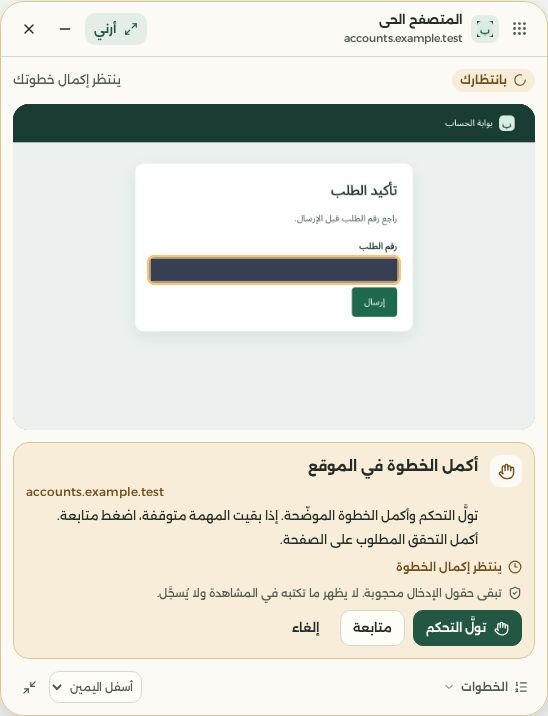 المتصفح الحي
accounts.example.test
أرني
بانتظارك
ينتظر إكمال خطوتك
ب
بوابة الحساب
تأكيد الطلب
راجع رقم الطلب قبل الإرسال.
رقم الطلب
إرسال
أكمل الخطوة في الموقع
accounts.example.test
تولَّ التحكم وأكمل الخطوة الموضّحة. إذا بقيت المهمة متوقفة، اضغط متابعة.
أكمل التحقق المطلوب على الصفحة.
ينتظر إكمال الخطوة
تبقى حقول الإدخال محجوبة. لا يظهر ما تكتبه في المشاهدة ولا يُسجَّل.
تولَّ التحكم
متابعة
إلغاء
الخطوات
أسفل اليمين